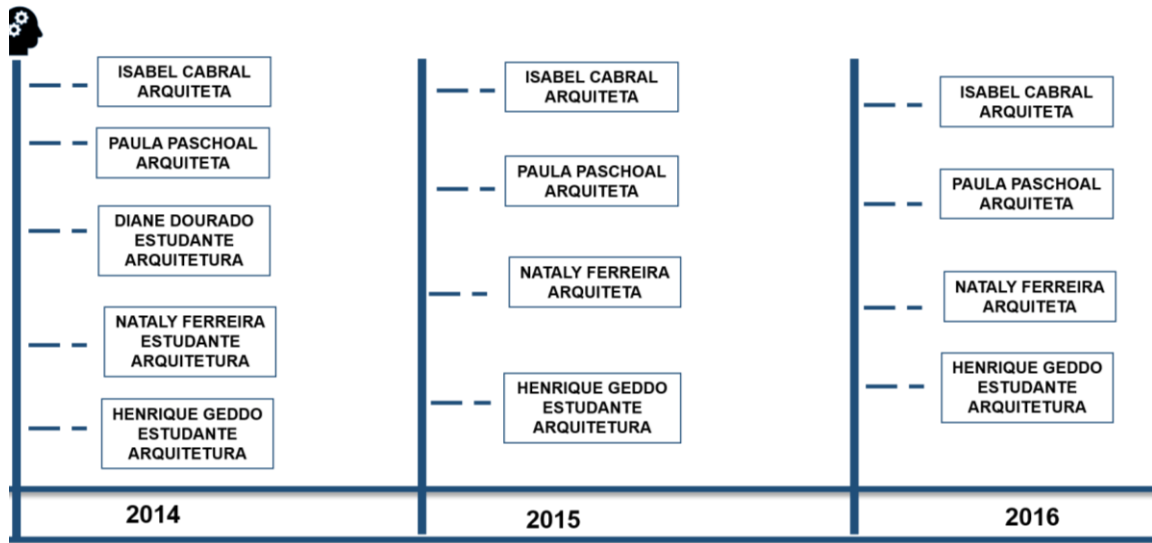 ISABEL CABRAL
ARQUITETA
PAULA PASCHOAL
ARQUITETA
DIANE DOURADO
ESTUDANTE
ARQUITETURA
NATALY FERREIRA
ESTUDANTE
ARQUITETURA
HENRIQUE GEDDO
ESTUDANTE
ARQUITETURA
2014
ISABEL CABRAL
ARQUITETA
PAULA PASCHOAL
ARQUITETA
NATALY FERREIRA
ARQUITETA
HENRIQUE GEDDO
ESTUDANTE
ARQUITETURA
2015
ISABEL CABRAL
ARQUITETA
PAULA PASCHOAL
ARQUITETA
NATALY FERREIRA
ARQUITETA
HENRIQUE GEDDO
ESTUDANTE
ARQUITETURA
2016